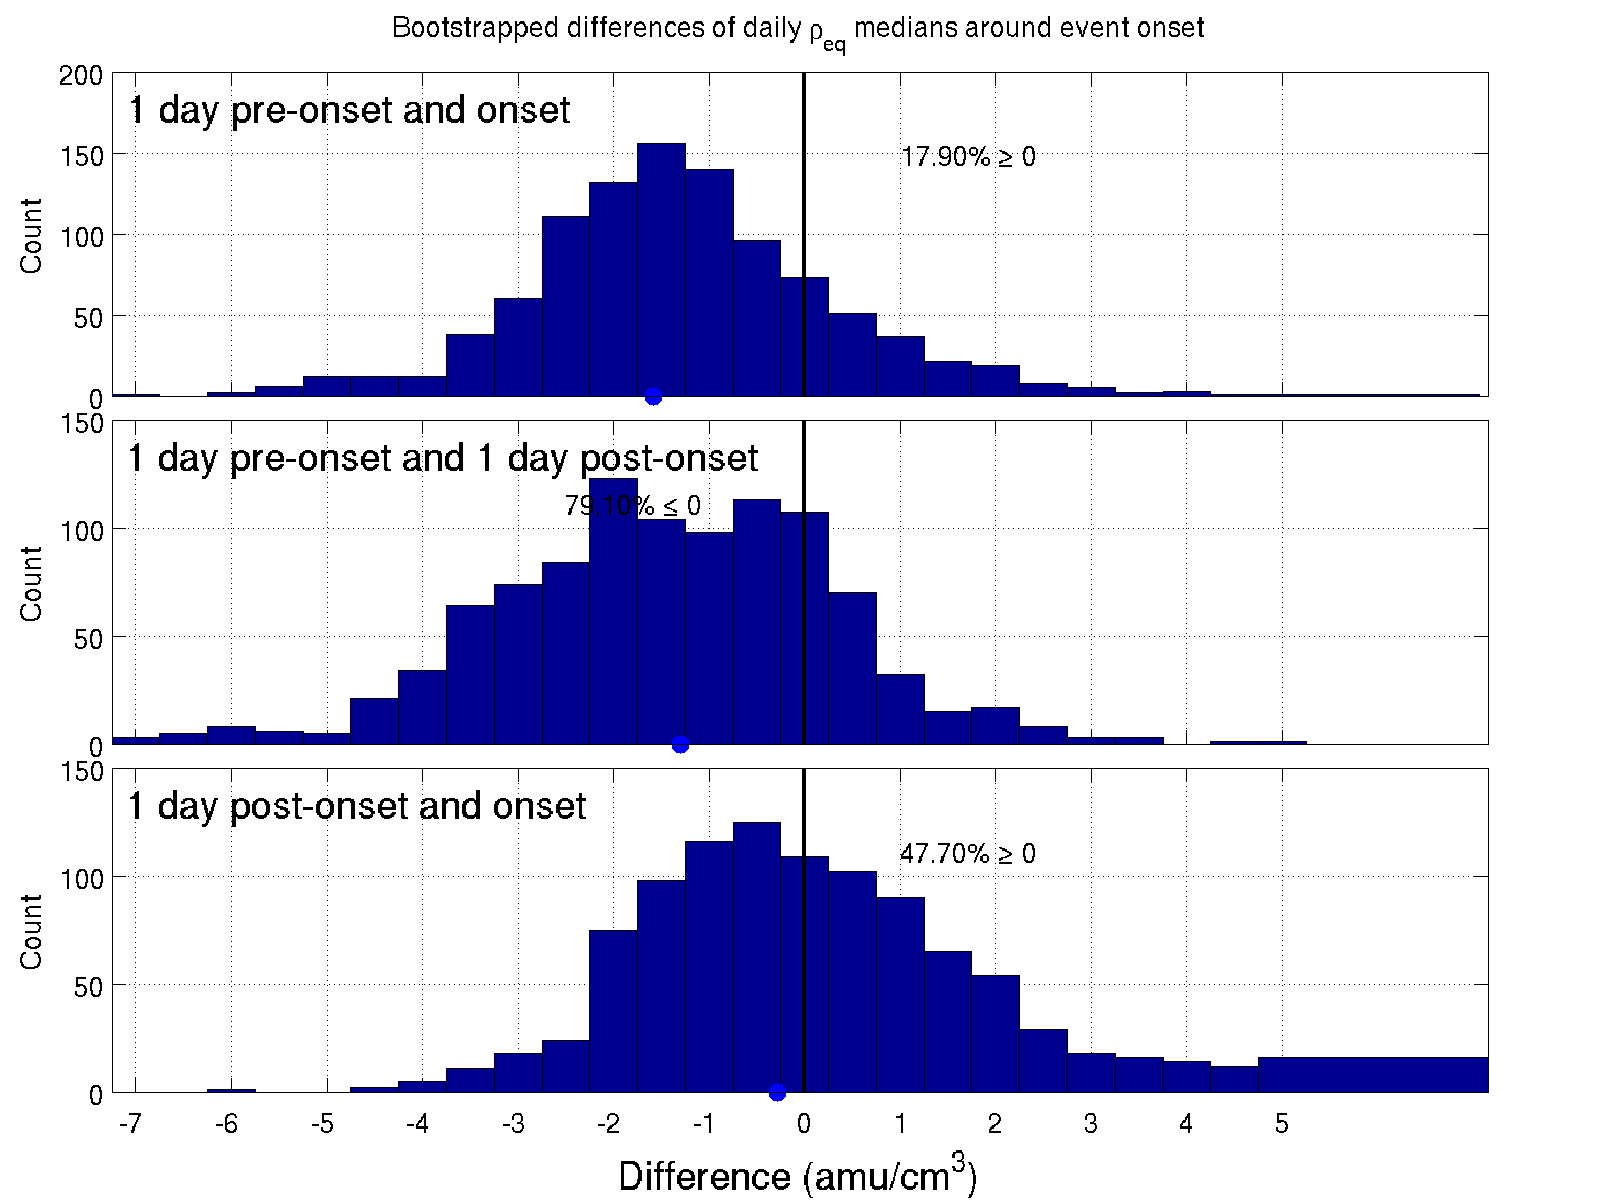 Bootstrapped differences of daily ρ_eq medians around event onset
200
150
100
50
0
Count
1 day pre-onset and onset
17.90% ≥ 0
150
100
50
0
Count
1 day pre-onset and 1 day post-onset
79.10% ≤ 0
150
100
50
0
Count
1 day post-onset and onset
47.70% ≥ 0
-7 -6 -5 -4 -3 -2 -1 0 1 2 3 4 5
Difference (amu/cm³)